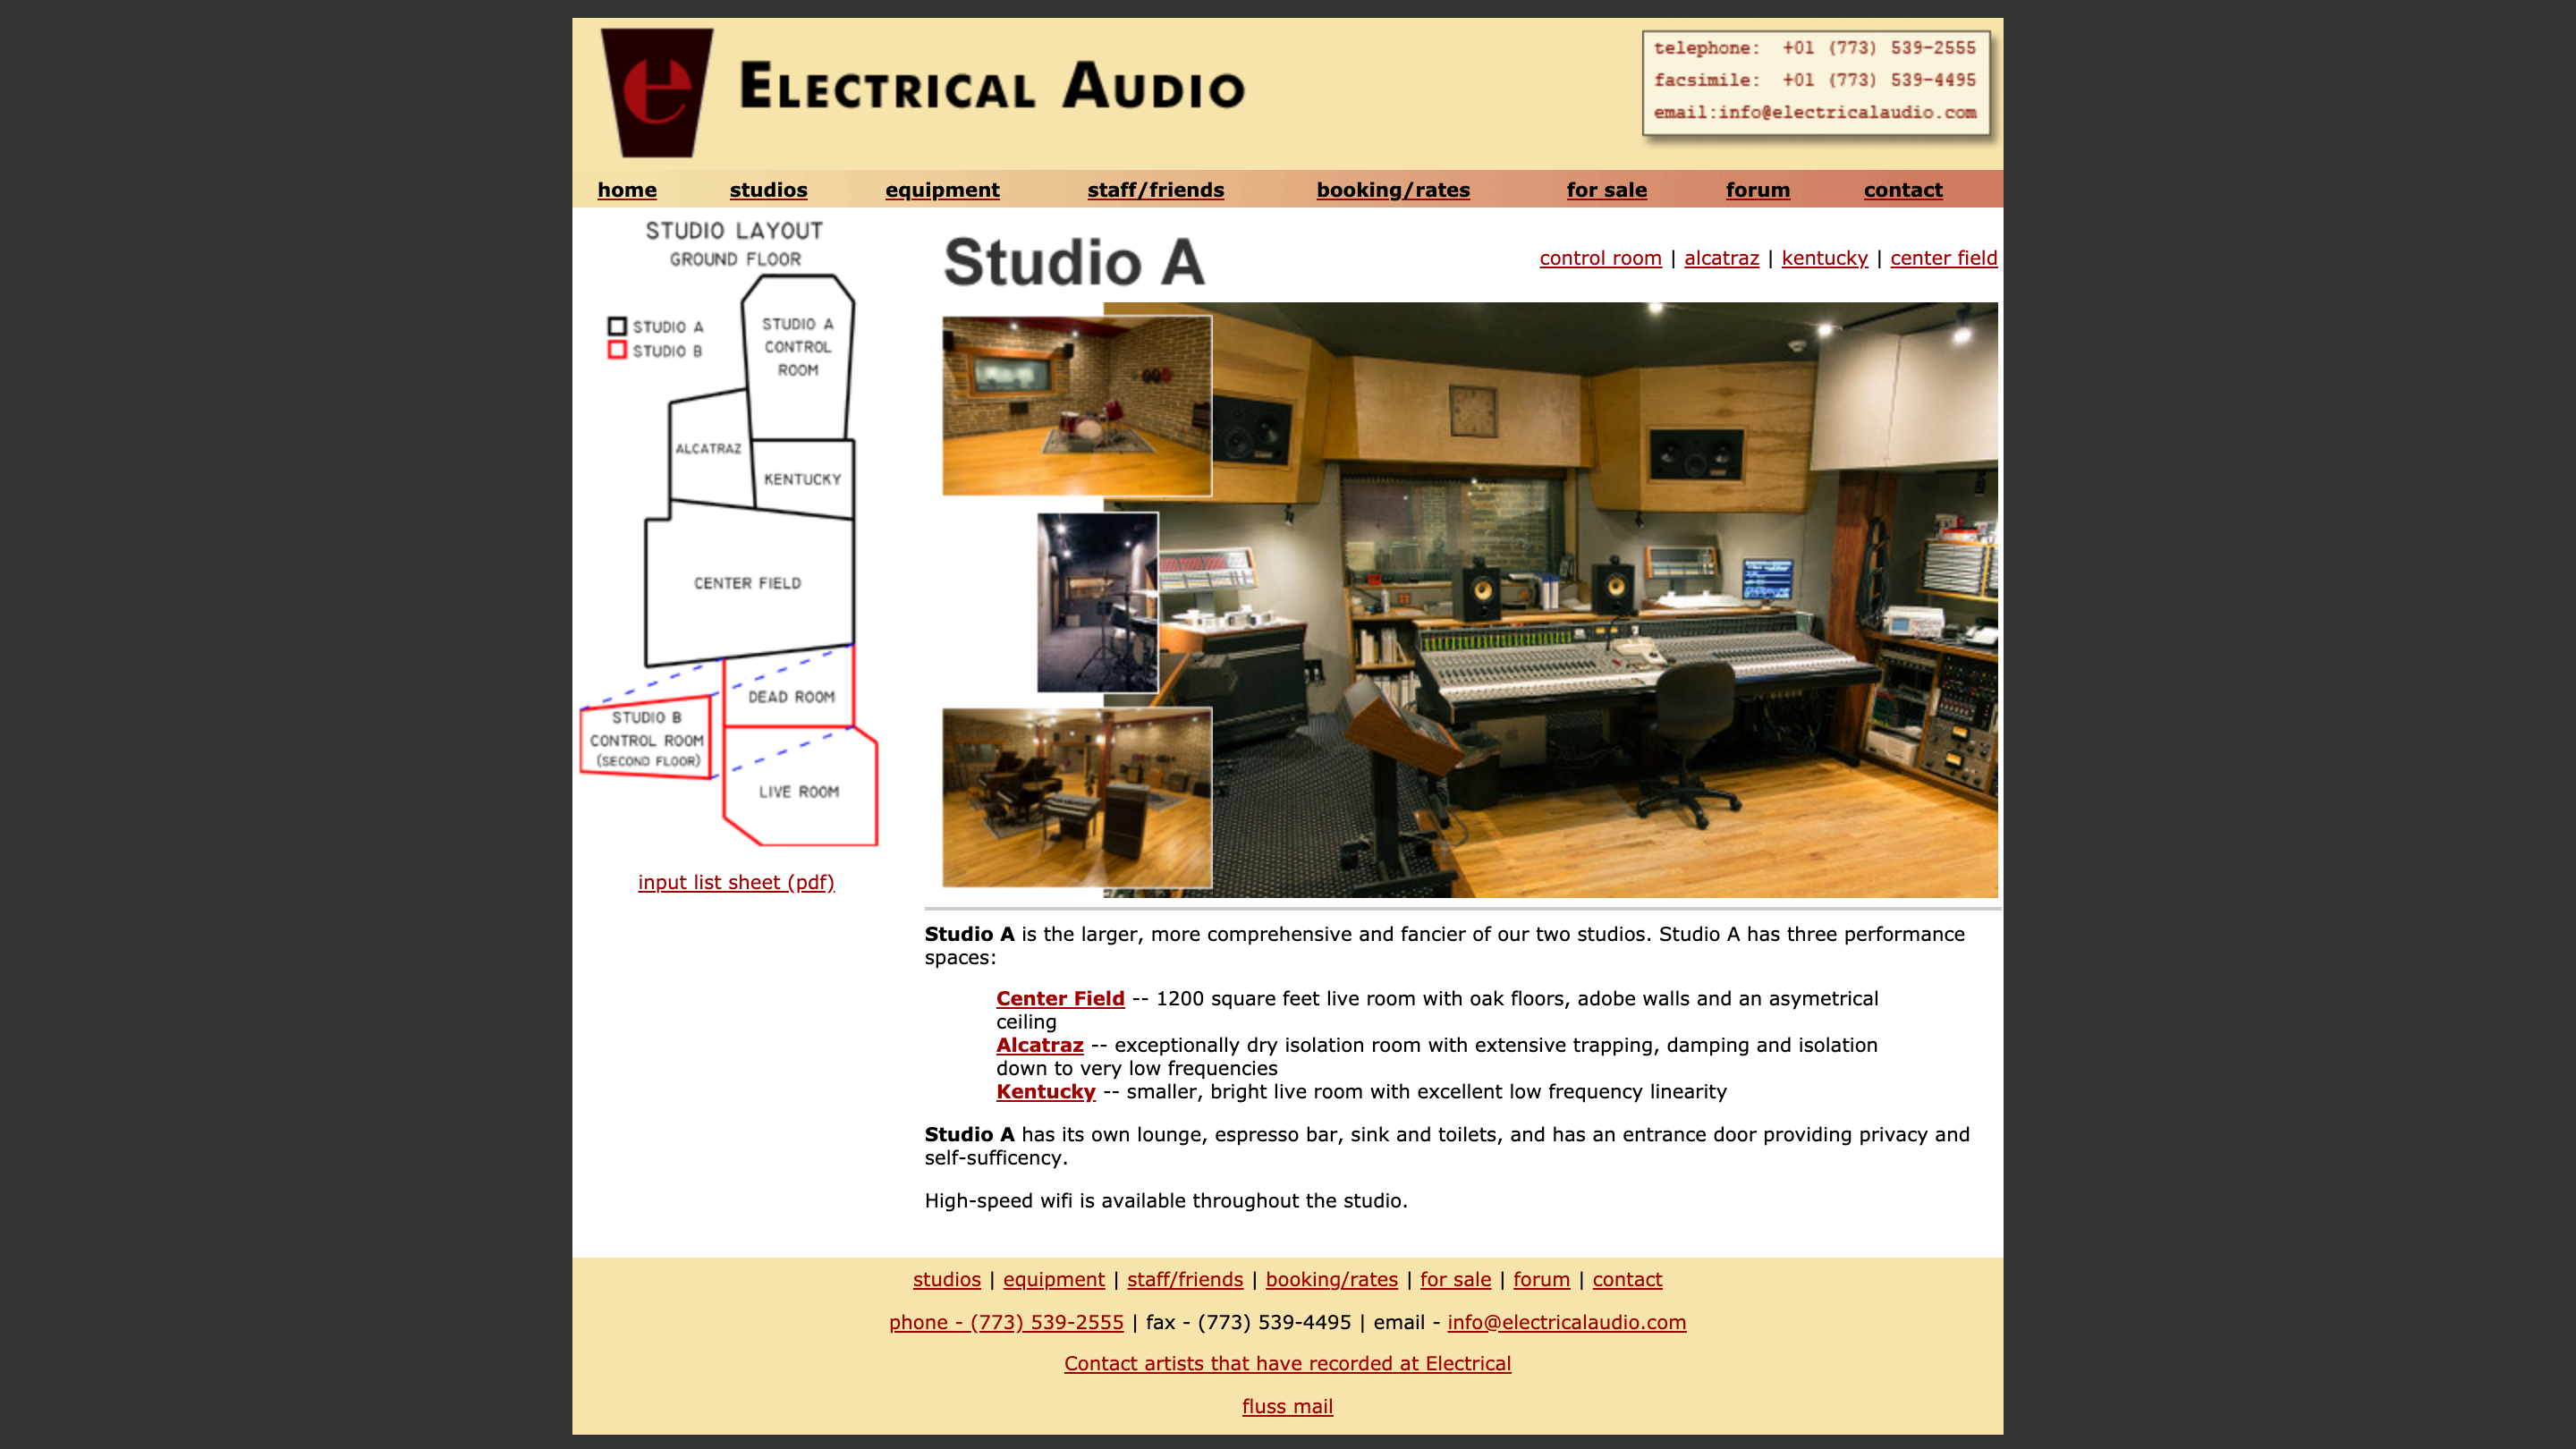 e
ELECTRICAL AUDIO
telephone: +01 (773) 539-2555
facsimile: +01 (773) 539-4495
email:info@electricalaudio.com
home studios equipment staff/friends booking/rates for sale forum contact
STUDIO LAYOUT
GROUND FLOOR
STUDIO A
STUDIO B
STUDIO A
CONTROL
ROOM
ALCATRAZ
KENTUCKY
CENTER FIELD
DEAD ROOM
STUDIO B
CONTROL ROOM
(SECOND FLOOR)
LIVE ROOM
input list sheet (pdf)
Studio A
control room | alcatraz | kentucky | center field
Studio A is the larger, more comprehensive and fancier of our two studios. Studio A has three performance
spaces:
Center Field -- 1200 square feet live room with oak floors, adobe walls and an asymetrical
ceiling
Alcatraz -- exceptionally dry isolation room with extensive trapping, damping and isolation
down to very low frequencies
Kentucky -- smaller, bright live room with excellent low frequency linearity
Studio A has its own lounge, espresso bar, sink and toilets, and has an entrance door providing privacy and
self-sufficency.
High-speed wifi is available throughout the studio.
studios | equipment | staff/friends | booking/rates | for sale | forum | contact
phone - (773) 539-2555 | fax - (773) 539-4495 | email - info@electricalaudio.com
Contact artists that have recorded at Electrical
fluss mail